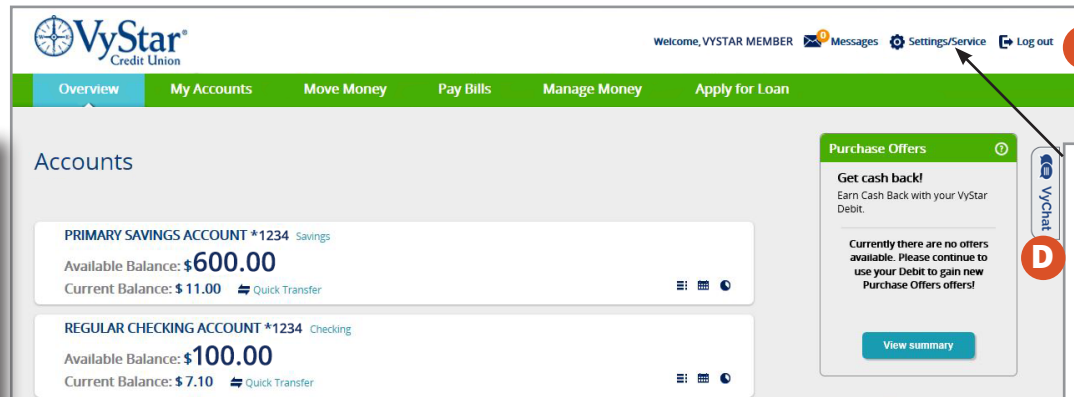 VyStar®
Credit Union
Welcome, VYSTAR MEMBER 0 Messages Settings/Service Log out
Overview My Accounts Move Money Pay Bills Manage Money Apply for Loan
Accounts
PRIMARY SAVINGS ACCOUNT *1234 Savings
Available Balance: $600.00
Current Balance: $11.00 Quick Transfer
REGULAR CHECKING ACCOUNT *1234 Checking
Available Balance: $100.00
Current Balance: $7.10 Quick Transfer
Purchase Offers ?
Get cash back!
Earn Cash Back with your VyStar
Debit.
Currently there are no offers
available. Please continue to
use your Debit to gain new
Purchase Offers offers!
View summary
VyChat
D